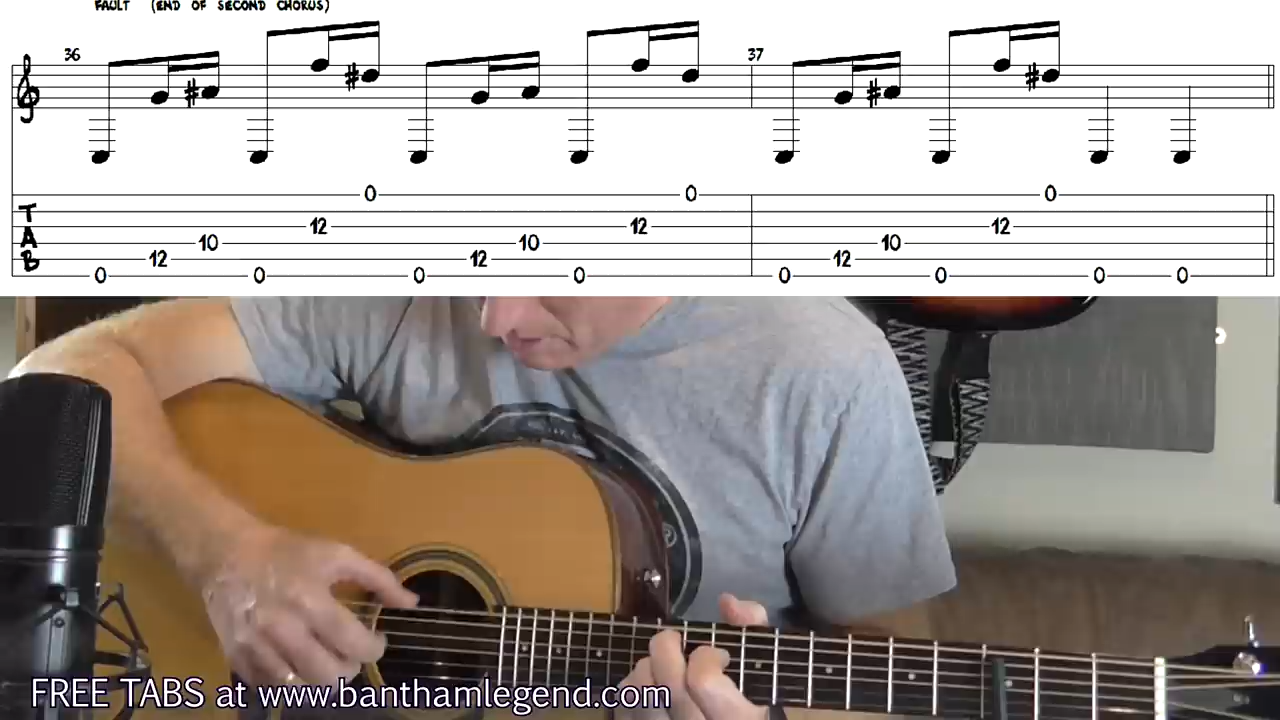 FAULT (END OF SECOND CHORUS)
36 37
0 0 0
12 12 12
T
A 10 10 10
B 12 12 12
0 0 0 0 0 0 0 0
FREE TABS at www.banthamlegend.com